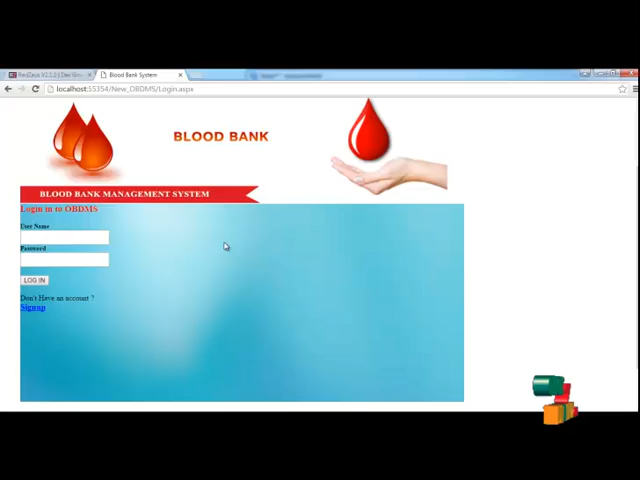 Blood Bank System
localhost:55354/New_OBDMS/Login.aspx
BLOOD BANK
BLOOD BANK MANAGEMENT SYSTEM
Login in to OBDMS
User Name
Password
LOG IN
Don't Have an account ?
Signup